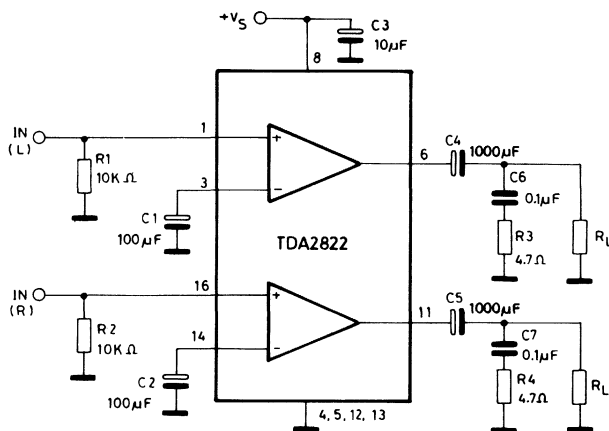 +VS
C3
10µF
8
IN
(L)
1
R1
10KΩ
3
C1
100µF
6
C4
1000µF
C6
0.1µF
R3
4.7Ω
RL
TDA2822
IN
(R)
16
R2
10KΩ
14
C2
100µF
11
C5
1000µF
C7
0.1µF
R4
4.7Ω
RL
4, 5, 12, 13
+
−
+
−